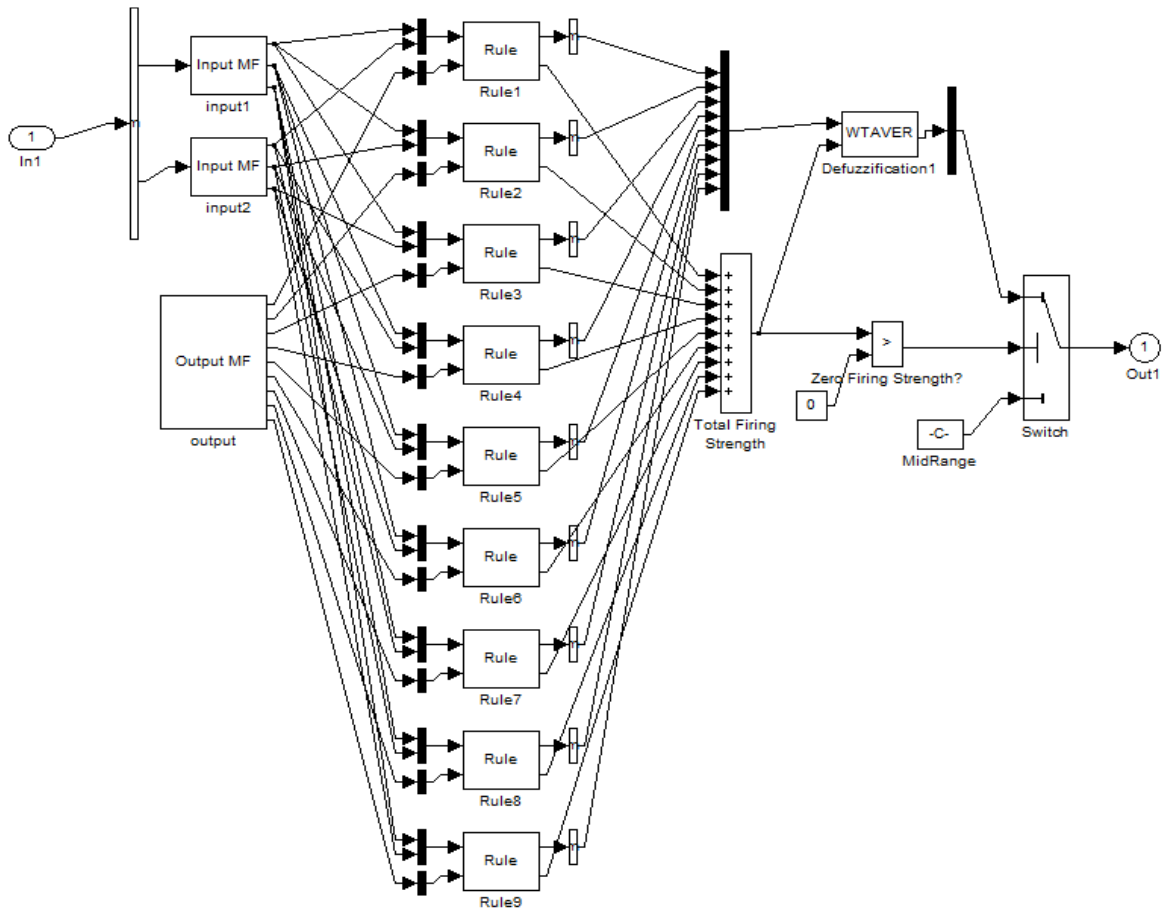 1
In1
Input MF
input1
Input MF
input2
Output MF
output
Rule
Rule1
Rule
Rule2
Rule
Rule3
Rule
Rule4
Rule
Rule5
Rule
Rule6
Rule
Rule7
Rule
Rule8
Rule
Rule9
+
+
+
+
+
+
+
+
+
Total Firing
Strength
WTAVER
Defuzzification1
>
Zero Firing Strength?
0
-C-
MidRange
Switch
1
Out1